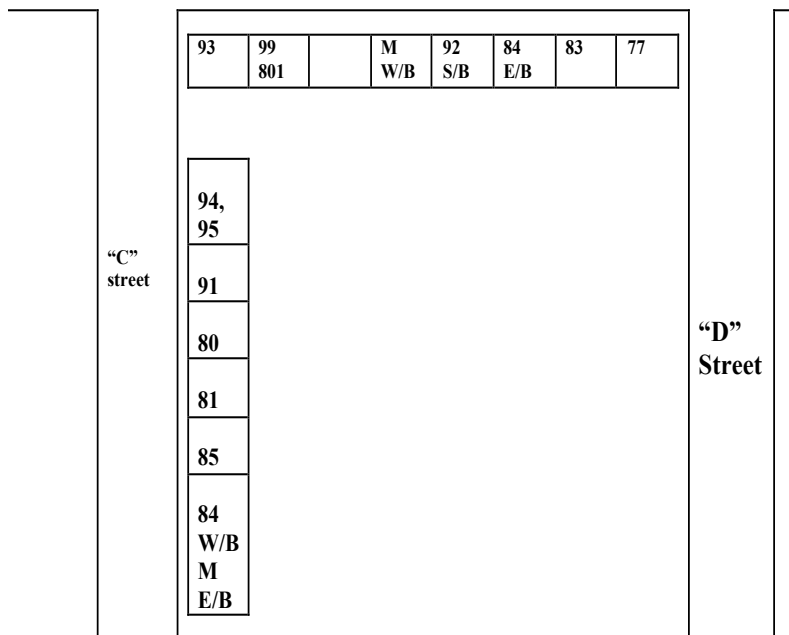 93
99
801
M
W/B
92
S/B
84
E/B
83
77
94,
95
“C”
street
91
80
81
85
84
W/B
M
E/B
“D”
Street